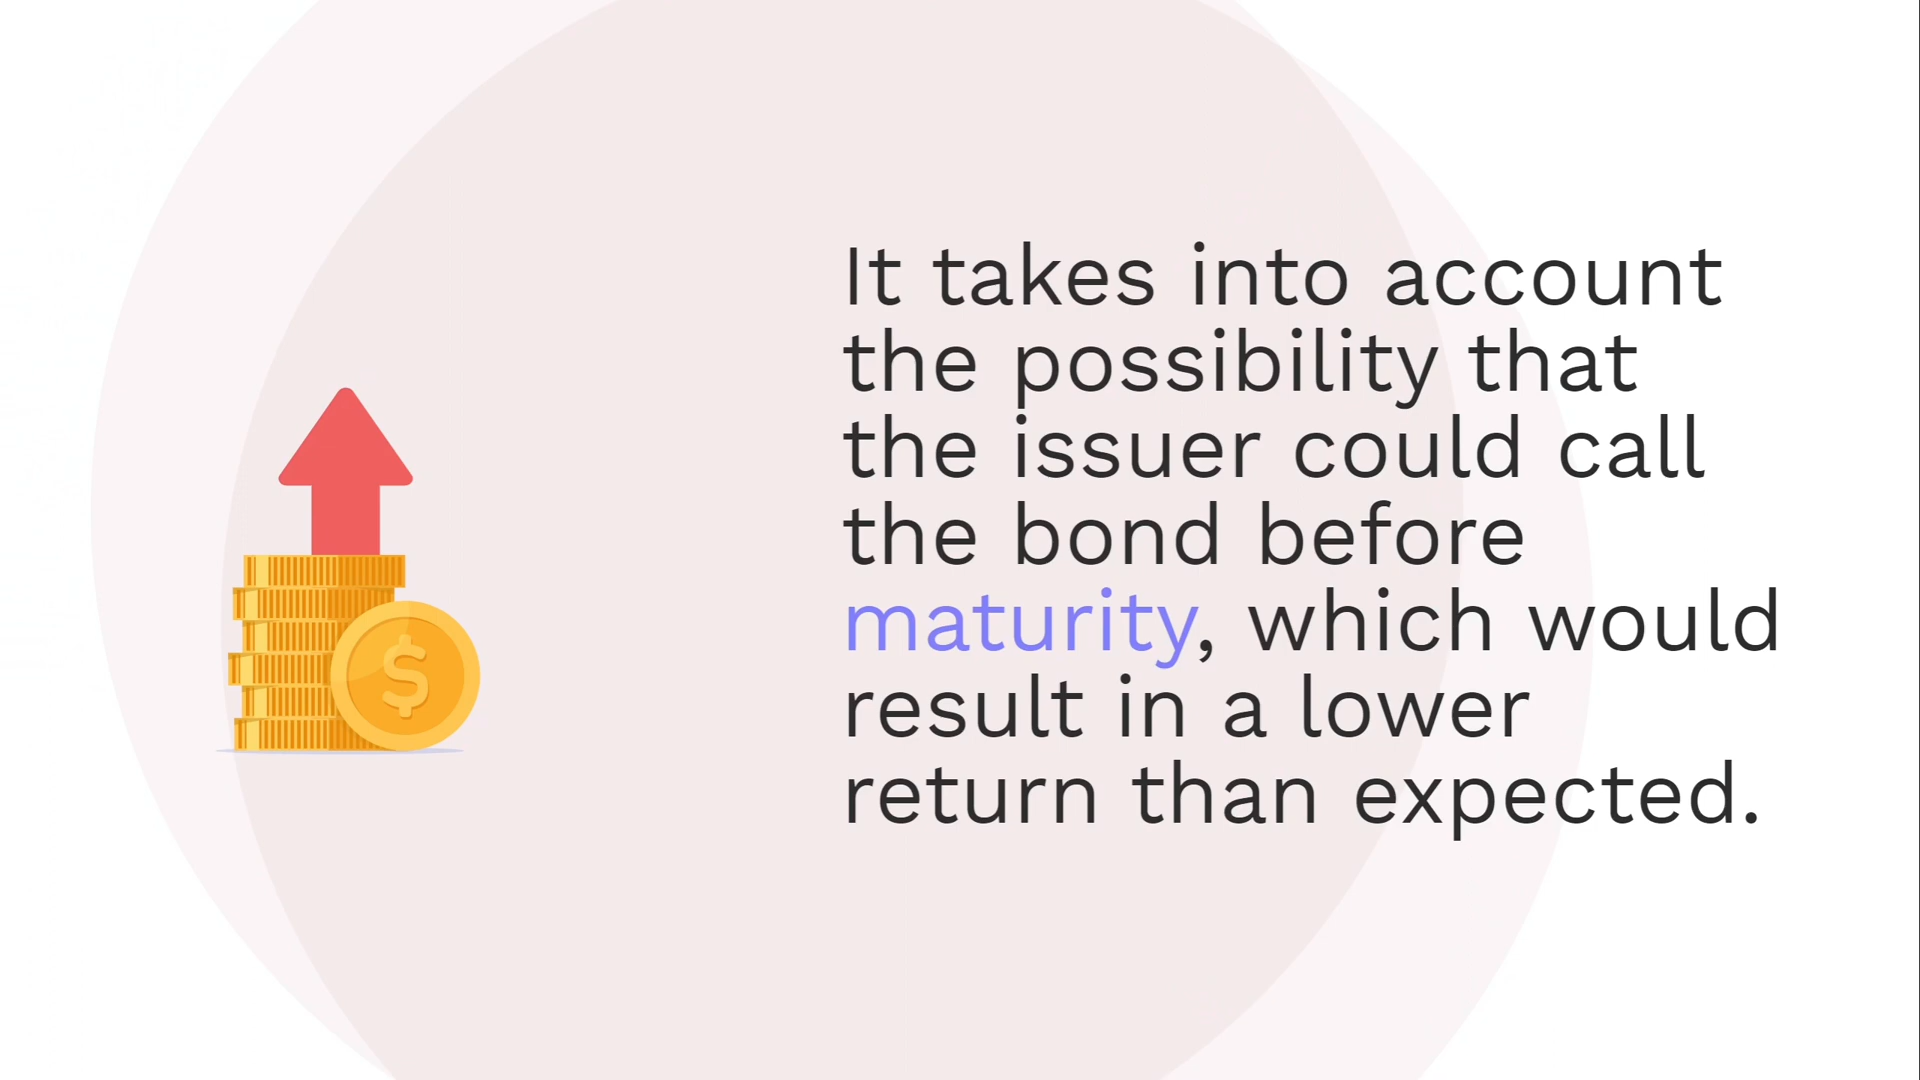 It takes into account
the possibility that
the issuer could call
the bond before
maturity, which would
result in a lower
return than expected.
$